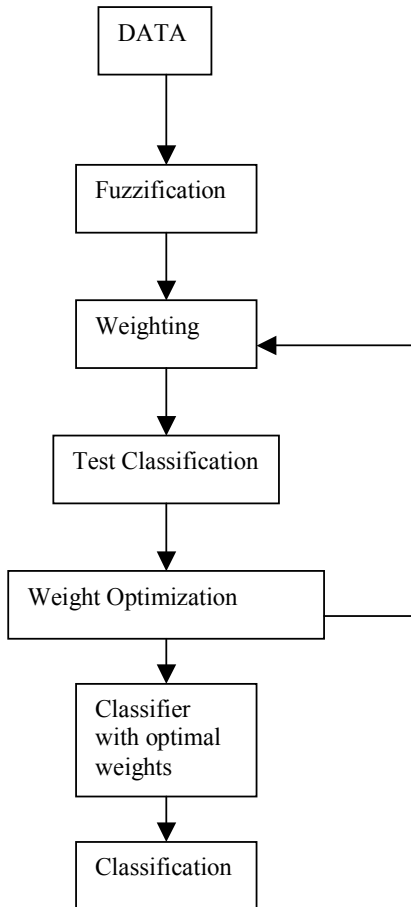 DATA
Fuzzification
Weighting
Test Classification
Weight Optimization
Classifier
with optimal
weights
Classification